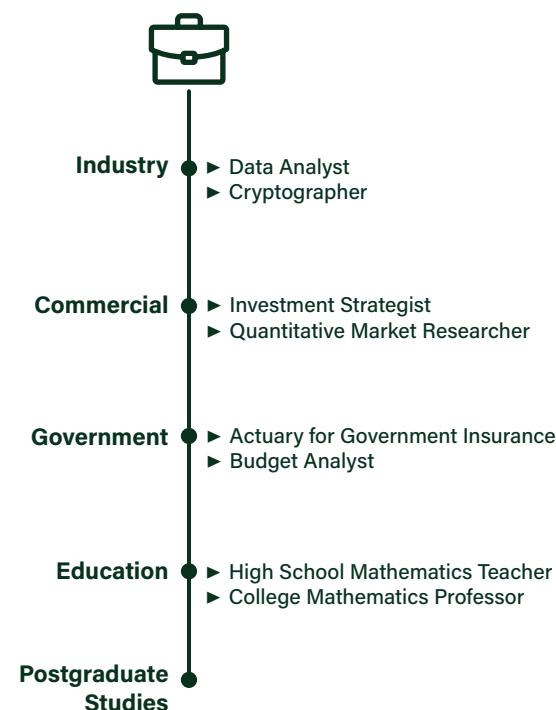 Industry
► Data Analyst
► Cryptographer
Commercial
► Investment Strategist
► Quantitative Market Researcher
Government
► Actuary for Government Insurance
► Budget Analyst
Education
► High School Mathematics Teacher
► College Mathematics Professor
Postgraduate
Studies